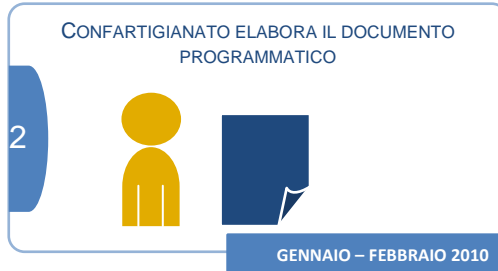 CONFARTIGIANATO ELABORA IL DOCUMENTO
PROGRAMMATICO
2
GENNAIO – FEBBRAIO 2010